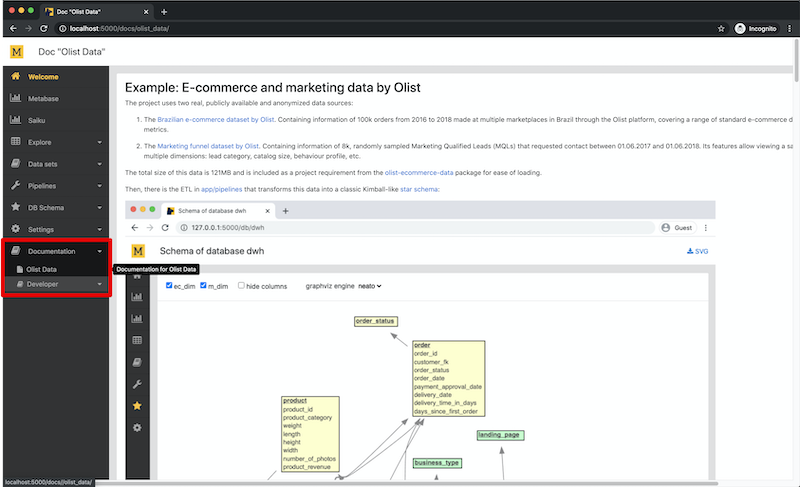 Doc "Olist Data"
localhost:5000/docs/olist_data/
Incognito
M
Doc "Olist Data"
Welcome
Metabase
Saiku
Explore
Data sets
Pipelines
DB Schema
Settings
Documentation
Olist Data
Developer
Documentation for Olist Data
Example: E-commerce and marketing data by Olist
The project uses two real, publicly available and anonymized data sources:
1. The Brazilian e-commerce dataset by Olist. Containing information of 100k orders from 2016 to 2018 made at multiple marketplaces in Brazil through the Olist platform, covering a range of standard e-commerce d
metrics.
2. The Marketing funnel dataset by Olist. Containing information of 8k, randomly sampled Marketing Qualified Leads (MQLs) that requested contact between 01.06.2017 and 01.06.2018. Its features allow viewing a sa
multiple dimensions: lead category, catalog size, behaviour profile, etc.
The total size of this data is 121MB and is included as a project requirement from the olist-ecommerce-data package for ease of loading.
Then, there is the ETL in app/pipelines that transforms this data into a classic Kimball-like star schema:
Schema of database dwh
127.0.0.1:5000/db/dwh
Guest
M
Schema of database dwh
SVG
ec_dim m_dim hide columns graphviz engine neato
order_status
order
order_id
customer_fk
order_status
order_date
payment_approval_date
delivery_date
delivery_time_in_days
days_since_first_order
product
product_id
product_category
weight
length
height
width
number_of_photos
product_revenue
landing_page
business_type
localhost:5000/docs//olist_data/